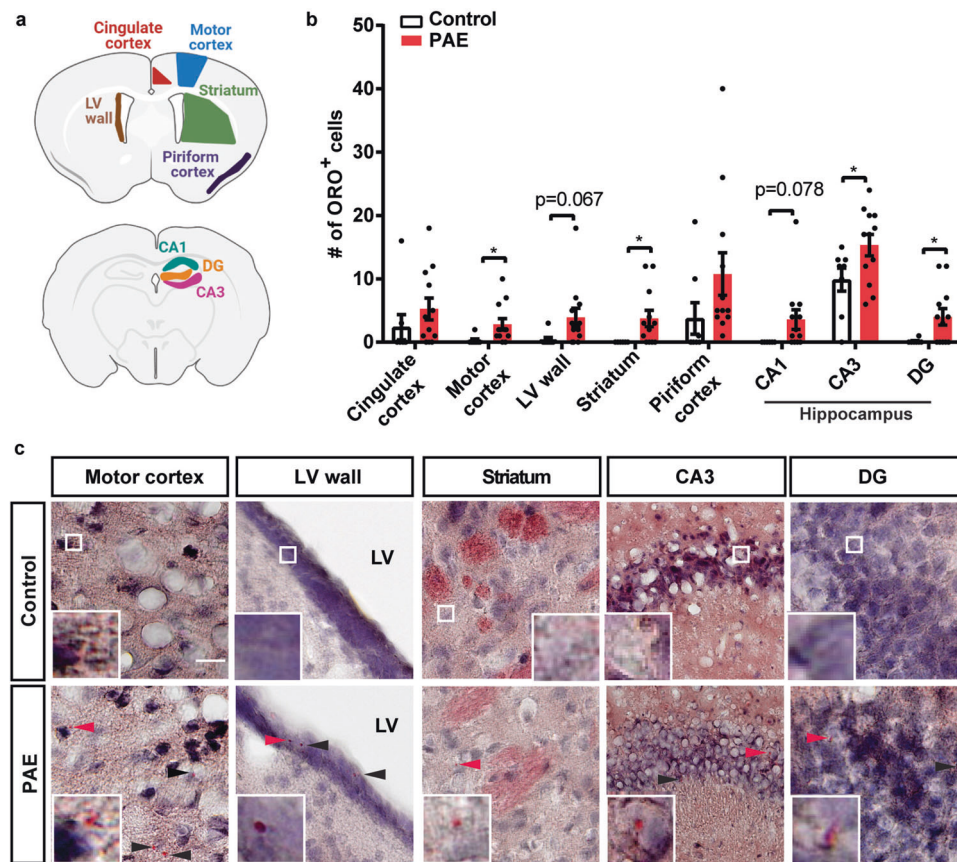 a
Cingulate
cortex
Motor
cortex
LV
wall
Striatum
Piriform
cortex
CA1
DG
CA3
b
Control
PAE
# of ORO+ cells
50
40
30
20
10
0
p=0.067
p=0.078
*
*
*
*
Cingulate
cortex
Motor
cortex
LV wall
Striatum
Piriform
cortex
CA1
CA3
DG
Hippocampus
c
Motor cortex
LV wall
Striatum
CA3
DG
Control
LV
PAE
LV